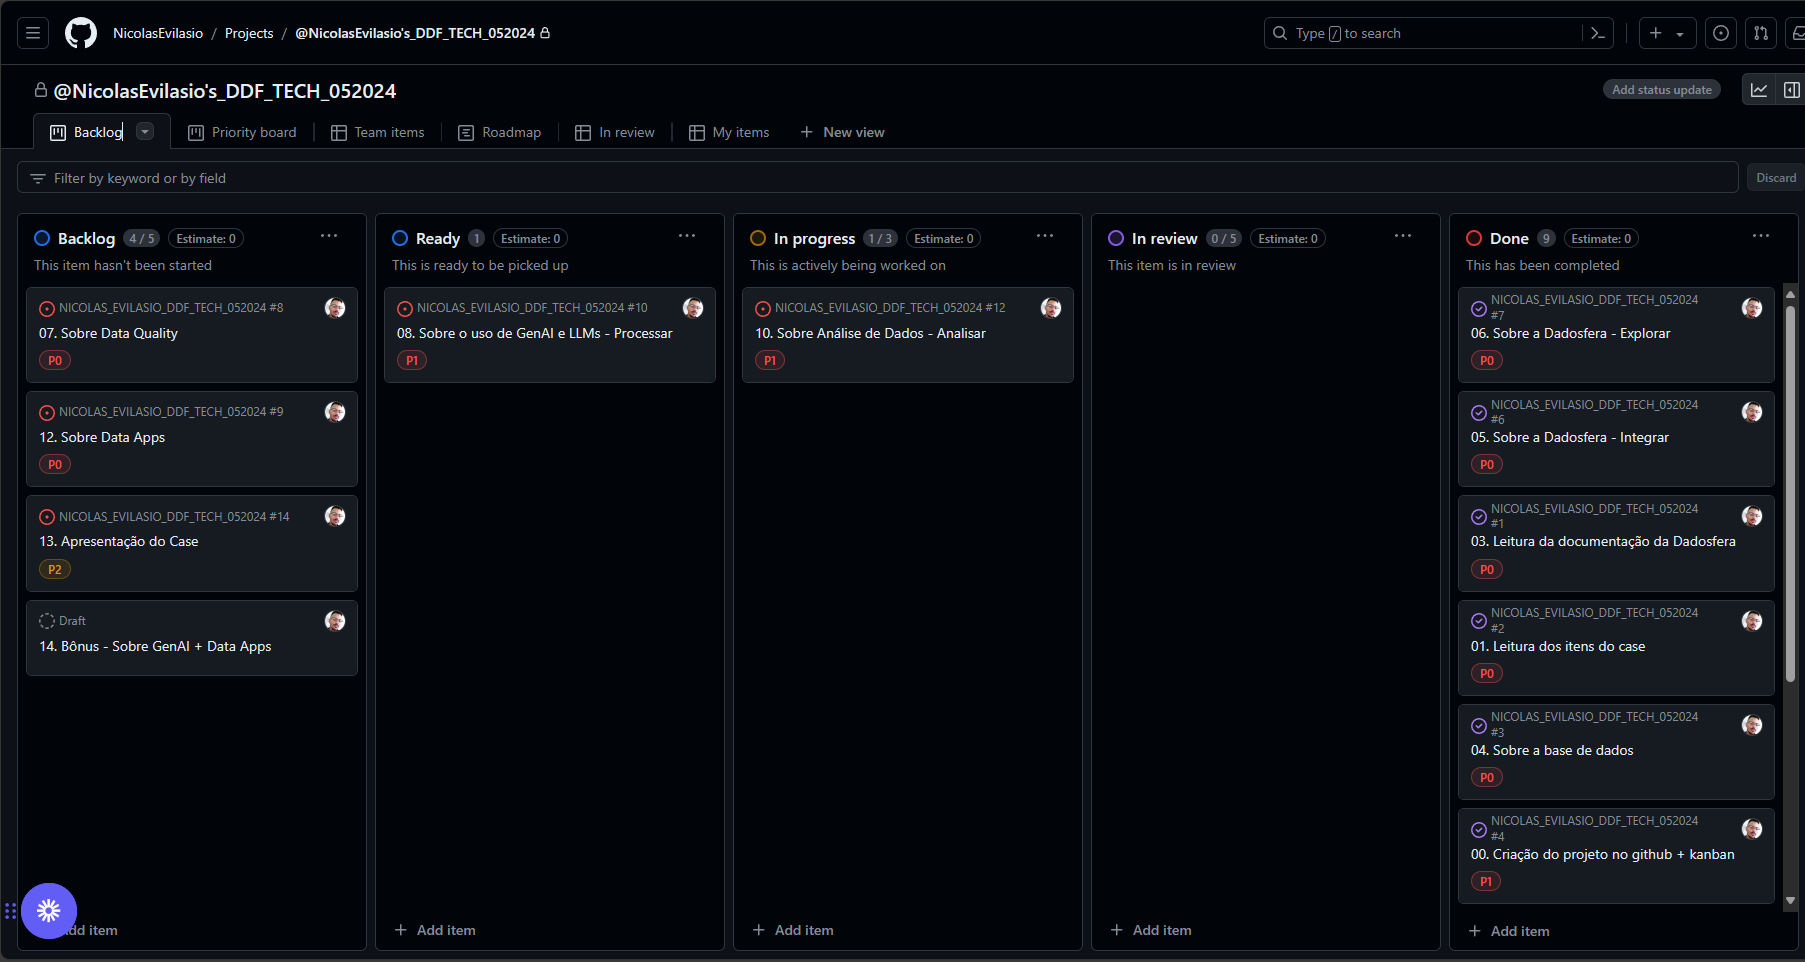 NicolasEvilasio / Projects / @NicolasEvilasio's_DDF_TECH_052024
Type / to search
@NicolasEvilasio's_DDF_TECH_052024
Add status update
Backlog
Priority board
Team items
Roadmap
In review
My items
New view
Filter by keyword or by field
Discard
Backlog 4 / 5 Estimate: 0
This item hasn't been started
NICOLAS_EVILASIO_DDF_TECH_052024 #8
07. Sobre Data Quality
P0
NICOLAS_EVILASIO_DDF_TECH_052024 #9
12. Sobre Data Apps
P0
NICOLAS_EVILASIO_DDF_TECH_052024 #14
13. Apresentação do Case
P2
Draft
14. Bônus - Sobre GenAI + Data Apps
dd item
Ready 1 Estimate: 0
This is ready to be picked up
NICOLAS_EVILASIO_DDF_TECH_052024 #10
08. Sobre o uso de GenAI e LLMs - Processar
P1
Add item
In progress 1 / 3 Estimate: 0
This is actively being worked on
NICOLAS_EVILASIO_DDF_TECH_052024 #12
10. Sobre Análise de Dados - Analisar
P1
Add item
In review 0 / 5 Estimate: 0
This item is in review
Add item
Done 9 Estimate: 0
This has been completed
NICOLAS_EVILASIO_DDF_TECH_052024
#7
06. Sobre a Dadosfera - Explorar
P0
NICOLAS_EVILASIO_DDF_TECH_052024
#6
05. Sobre a Dadosfera - Integrar
P0
NICOLAS_EVILASIO_DDF_TECH_052024
#1
03. Leitura da documentação da Dadosfera
P0
NICOLAS_EVILASIO_DDF_TECH_052024
#2
01. Leitura dos itens do case
P0
NICOLAS_EVILASIO_DDF_TECH_052024
#3
04. Sobre a base de dados
P0
NICOLAS_EVILASIO_DDF_TECH_052024
#4
00. Criação do projeto no github + kanban
P1
Add item